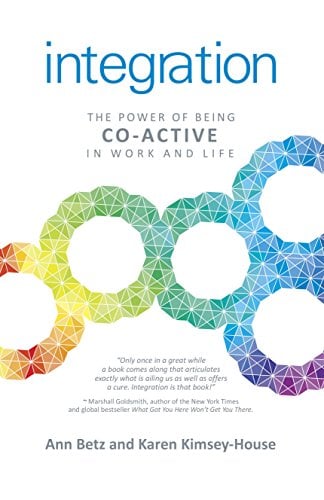 integration
THE POWER OF BEING
CO-ACTIVE
IN WORK AND LIFE
"Only once in a great while
a book comes along that articulates
exactly what is ailing us as well as offers
a cure. Integration is that book!"
~ Marshall Goldsmith, author of the New York Times
and global bestseller What Got You Here Won't Get You There.
Ann Betz and Karen Kimsey-House